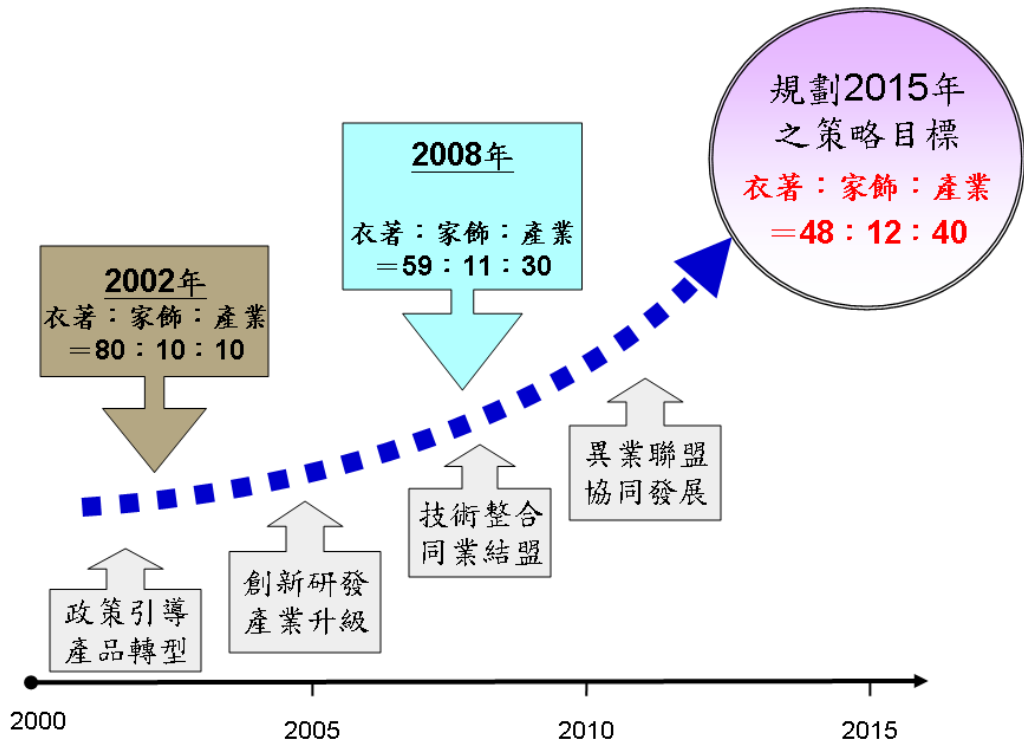 規劃2015年
之策略目標
衣著：家飾：產業
＝48：12：40
2008年
衣著：家飾：產業
＝59：11：30
2002年
衣著：家飾：產業
＝80：10：10
異業聯盟
協同發展
技術整合
同業結盟
創新研發
產業升級
政策引導
產品轉型
2000
2005
2010
2015